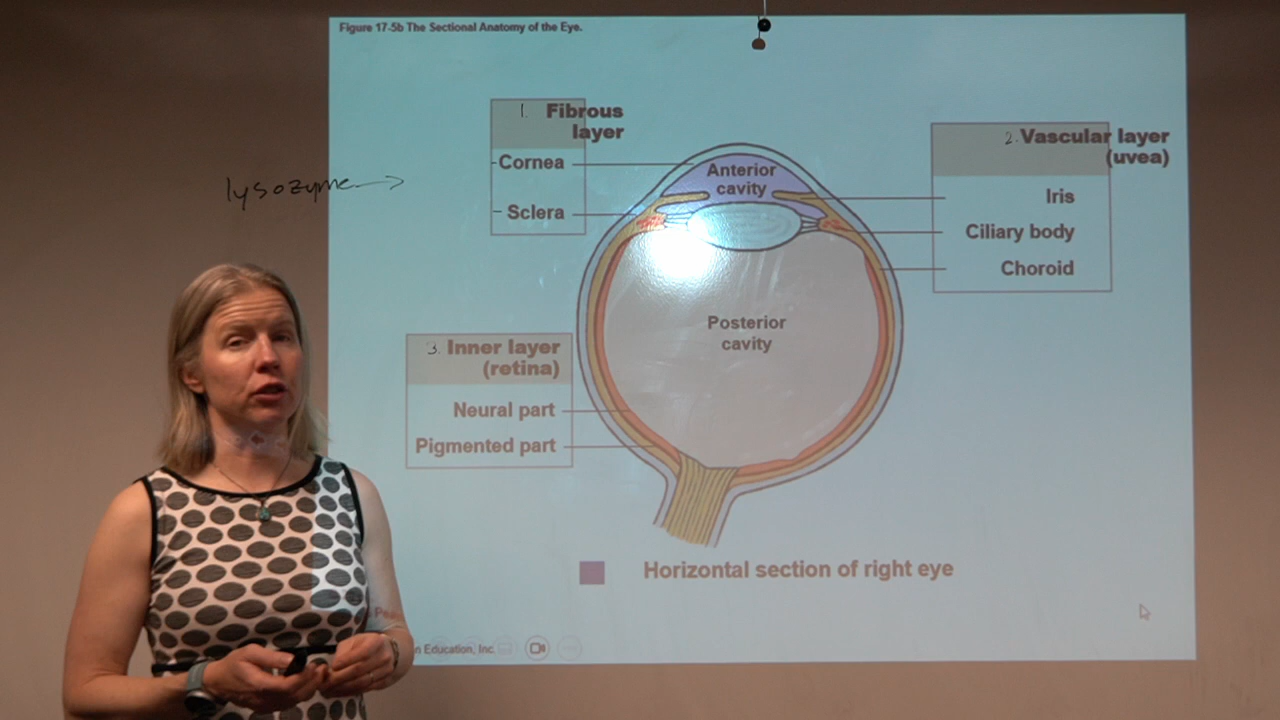 Figure 17-5b The Sectional Anatomy of the Eye.
1. Fibrous
layer
-Cornea
- Sclera
lysozyme
Anterior
cavity
2. Vascular layer
(uvea)
Iris
Ciliary body
Choroid
Posterior
cavity
3. Inner layer
(retina)
Neural part
Pigmented part
Horizontal section of right eye
Education, Inc